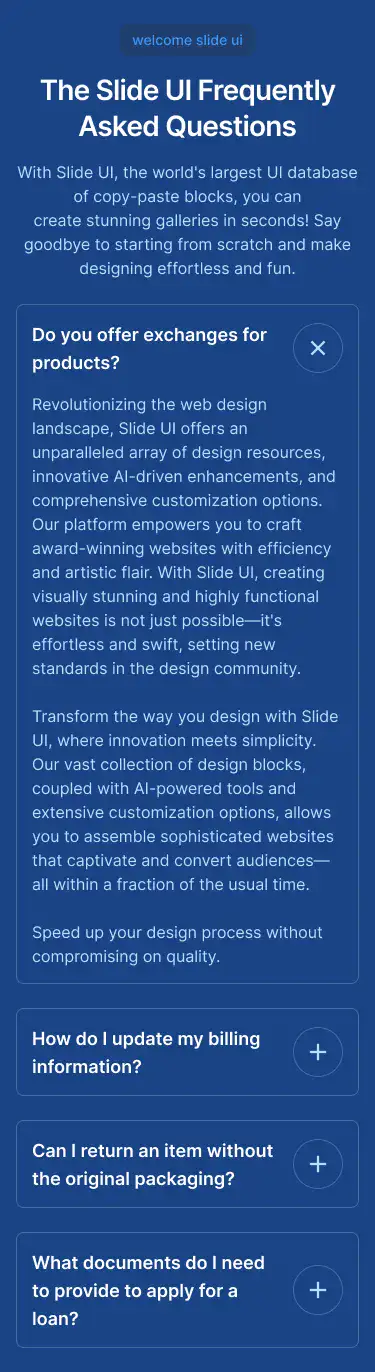 welcome slide ui
The Slide UI Frequently
Asked Questions
With Slide UI, the world's largest UI database
of copy-paste blocks, you can
create stunning galleries in seconds! Say
goodbye to starting from scratch and make
designing effortless and fun.
Do you offer exchanges for
products?
Revolutionizing the web design
landscape, Slide UI offers an
unparalleled array of design resources,
innovative AI-driven enhancements, and
comprehensive customization options.
Our platform empowers you to craft
award-winning websites with efficiency
and artistic flair. With Slide UI, creating
visually stunning and highly functional
websites is not just possible—it's
effortless and swift, setting new
standards in the design community.
Transform the way you design with Slide
UI, where innovation meets simplicity.
Our vast collection of design blocks,
coupled with AI-powered tools and
extensive customization options, allows
you to assemble sophisticated websites
that captivate and convert audiences—
all within a fraction of the usual time.
Speed up your design process without
compromising on quality.
How do I update my billing
information?
Can I return an item without
the original packaging?
What documents do I need
to provide to apply for a
loan?